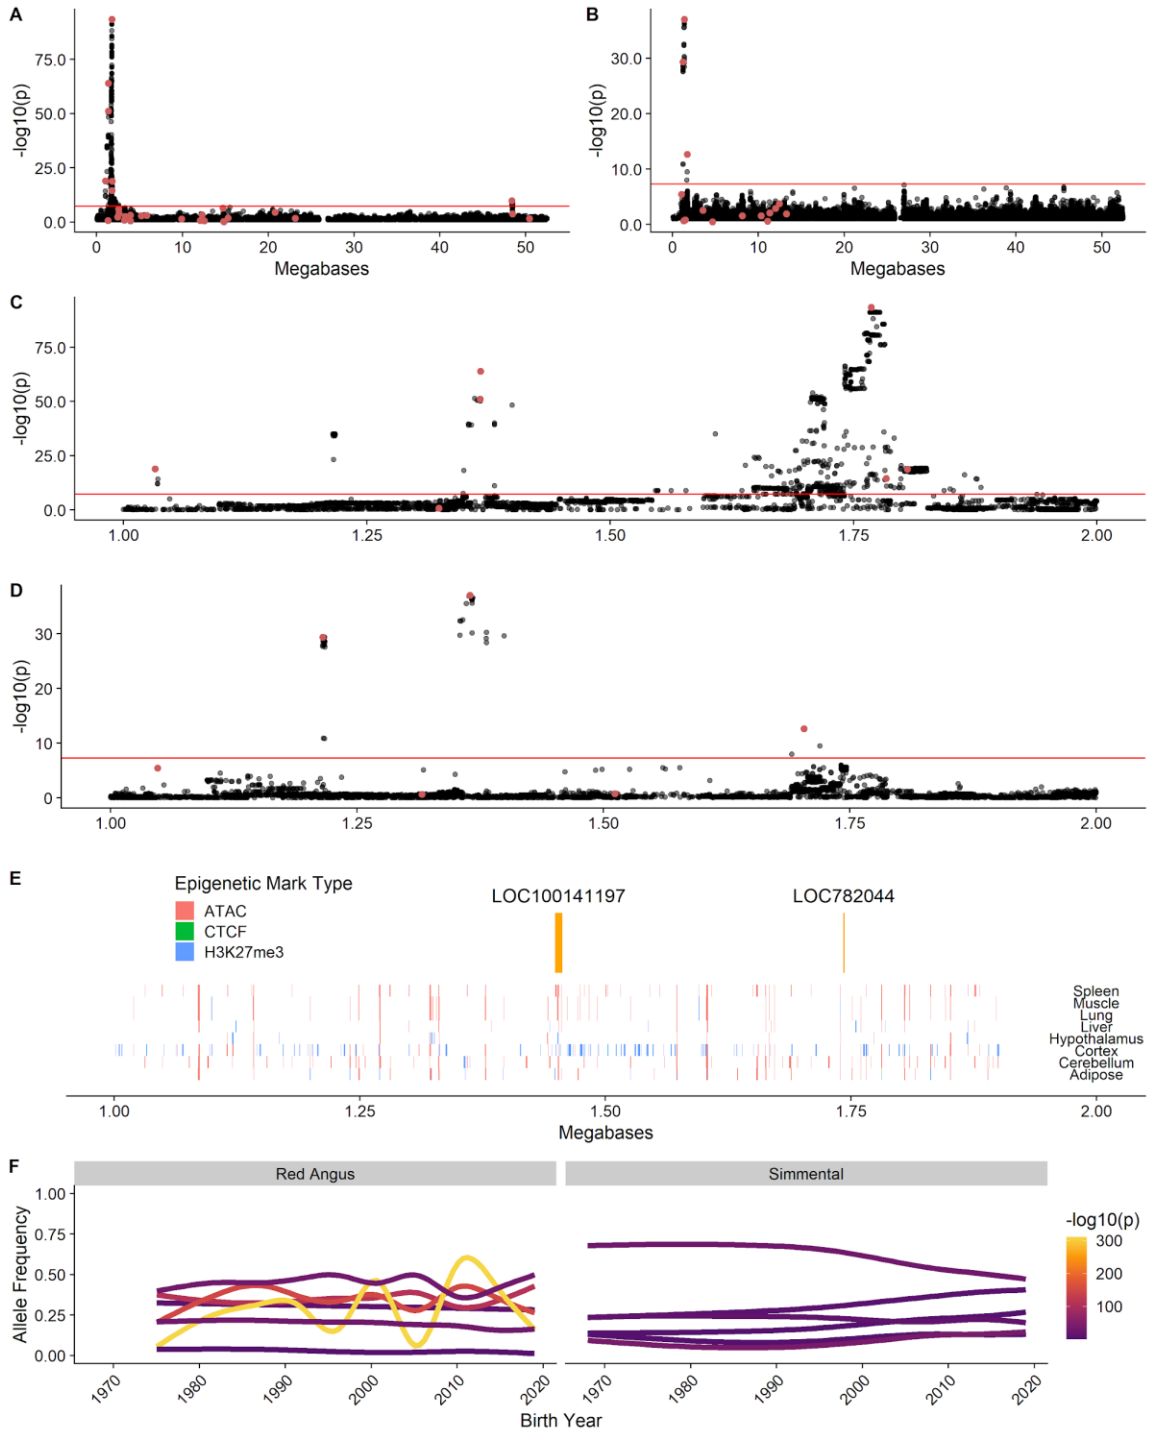 A
-log10(p)
75.0
50.0
25.0
0.0
0 10 20 30 40 50
Megabases
B
-log10(p)
30.0
20.0
10.0
0.0
0 10 20 30 40 50
Megabases
C
-log10(p)
75.0
50.0
25.0
0.0
1.00 1.25 1.50 1.75 2.00
D
-log10(p)
30
20
10
0
1.00 1.25 1.50 1.75 2.00
E
Epigenetic Mark Type
ATAC
CTCF
H3K27me3
LOC100141197
LOC782044
Spleen
Muscle
Lung
Liver
Hypothalamus
Cortex
Cerebellum
Adipose
1.00 1.25 1.50 1.75 2.00
Megabases
F
Red Angus
Simmental
Allele Frequency
1.00
0.75
0.50
0.25
0.00
1970 1980 1990 2000 2010 2020
1970 1980 1990 2000 2010 2020
Birth Year
-log10(p)
300
200
100